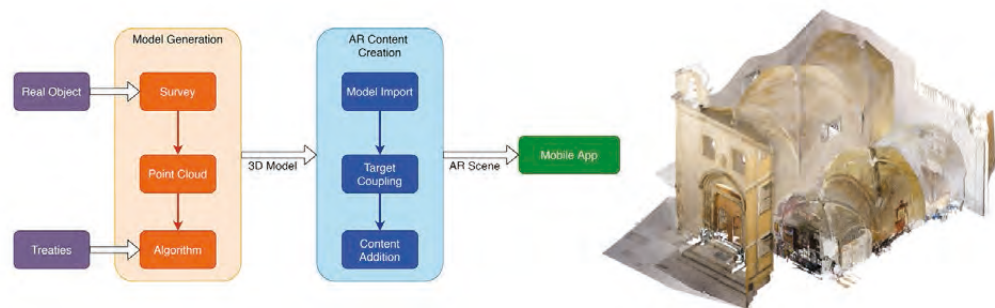 Model Generation
AR Content
Creation
Real Object
Survey
Model Import
Point Cloud
3D Model
Target
Coupling
AR Scene
Mobile App
Treaties
Algorithm
Content
Addition